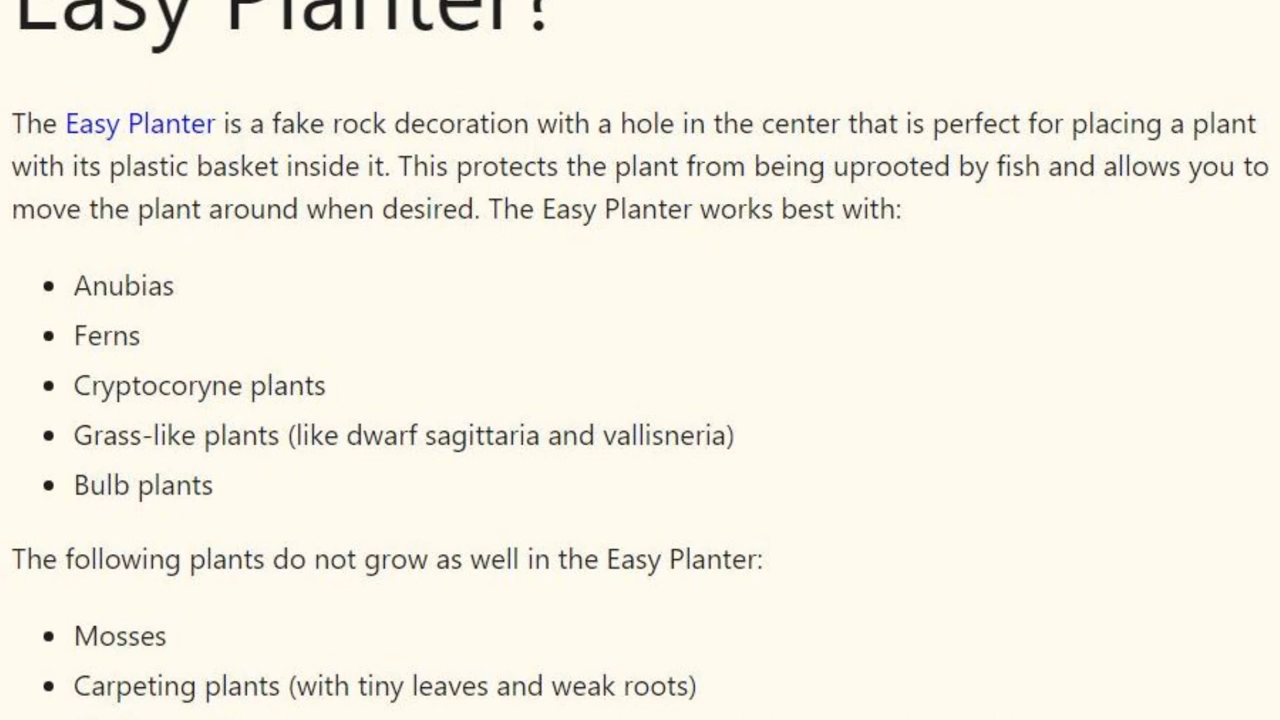 Easy Planter?
The Easy Planter is a fake rock decoration with a hole in the center that is perfect for placing a plant
with its plastic basket inside it. This protects the plant from being uprooted by fish and allows you to
move the plant around when desired. The Easy Planter works best with:
• Anubias
• Ferns
• Cryptocoryne plants
• Grass-like plants (like dwarf sagittaria and vallisneria)
• Bulb plants
The following plants do not grow as well in the Easy Planter:
• Mosses
• Carpeting plants (with tiny leaves and weak roots)